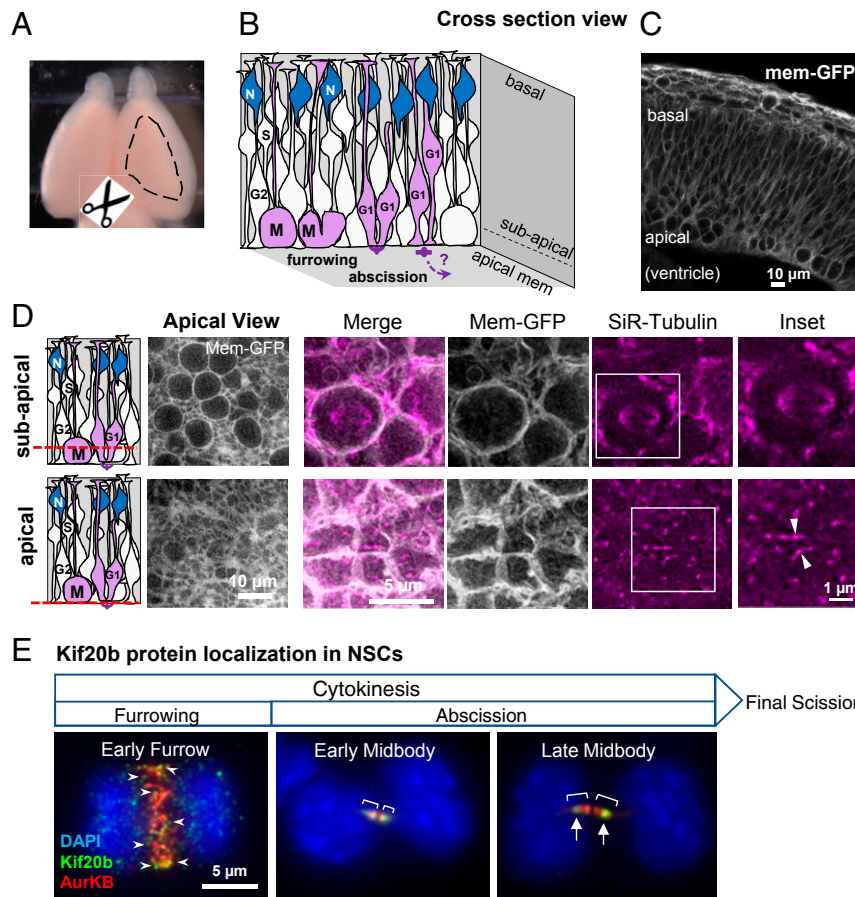 A
B
Cross section view
C
N
N
S
G2
M
M
G1
G1
G1
G1
furrowing
abscission
?
basal
sub-apical
apical mem
mem-GFP
basal
apical
(ventricle)
10 µm
D
Apical View
Merge
Mem-GFP
SiR-Tubulin
Inset
sub-apical
N
S
G2
G1
M
Mem-GFP
apical
N
S
G2
G1
M
10 µm
5 µm
1 µm
E
Kif20b protein localization in NSCs
Cytokinesis
Furrowing
Abscission
Final Scission
Early Furrow
Early Midbody
Late Midbody
DAPI
Kif20b
AurKB
5 µm